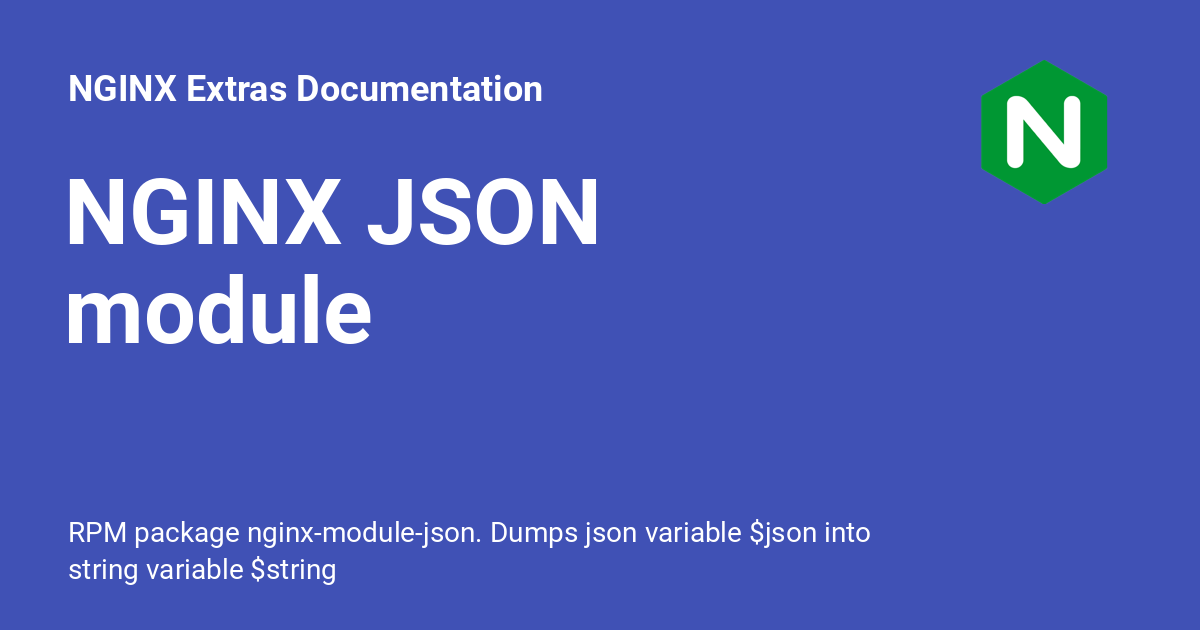 NGINX Extras Documentation
N
NGINX JSON
module
RPM package nginx-module-json. Dumps json variable $json into
string variable $string